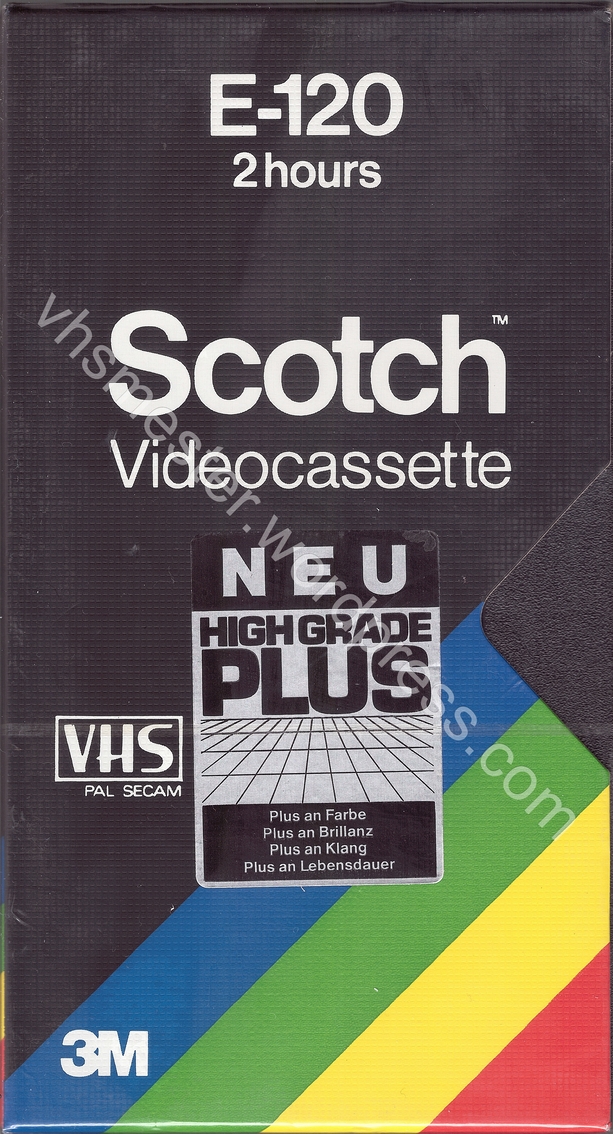 E-120
2 hours
Scotch™
Videocassette
NEU
HIGH GRADE
PLUS
VHS
PAL SECAM
Plus an Farbe
Plus an Brillanz
Plus an Klang
Plus an Lebensdauer
3M
vhsmester.wordpress.com